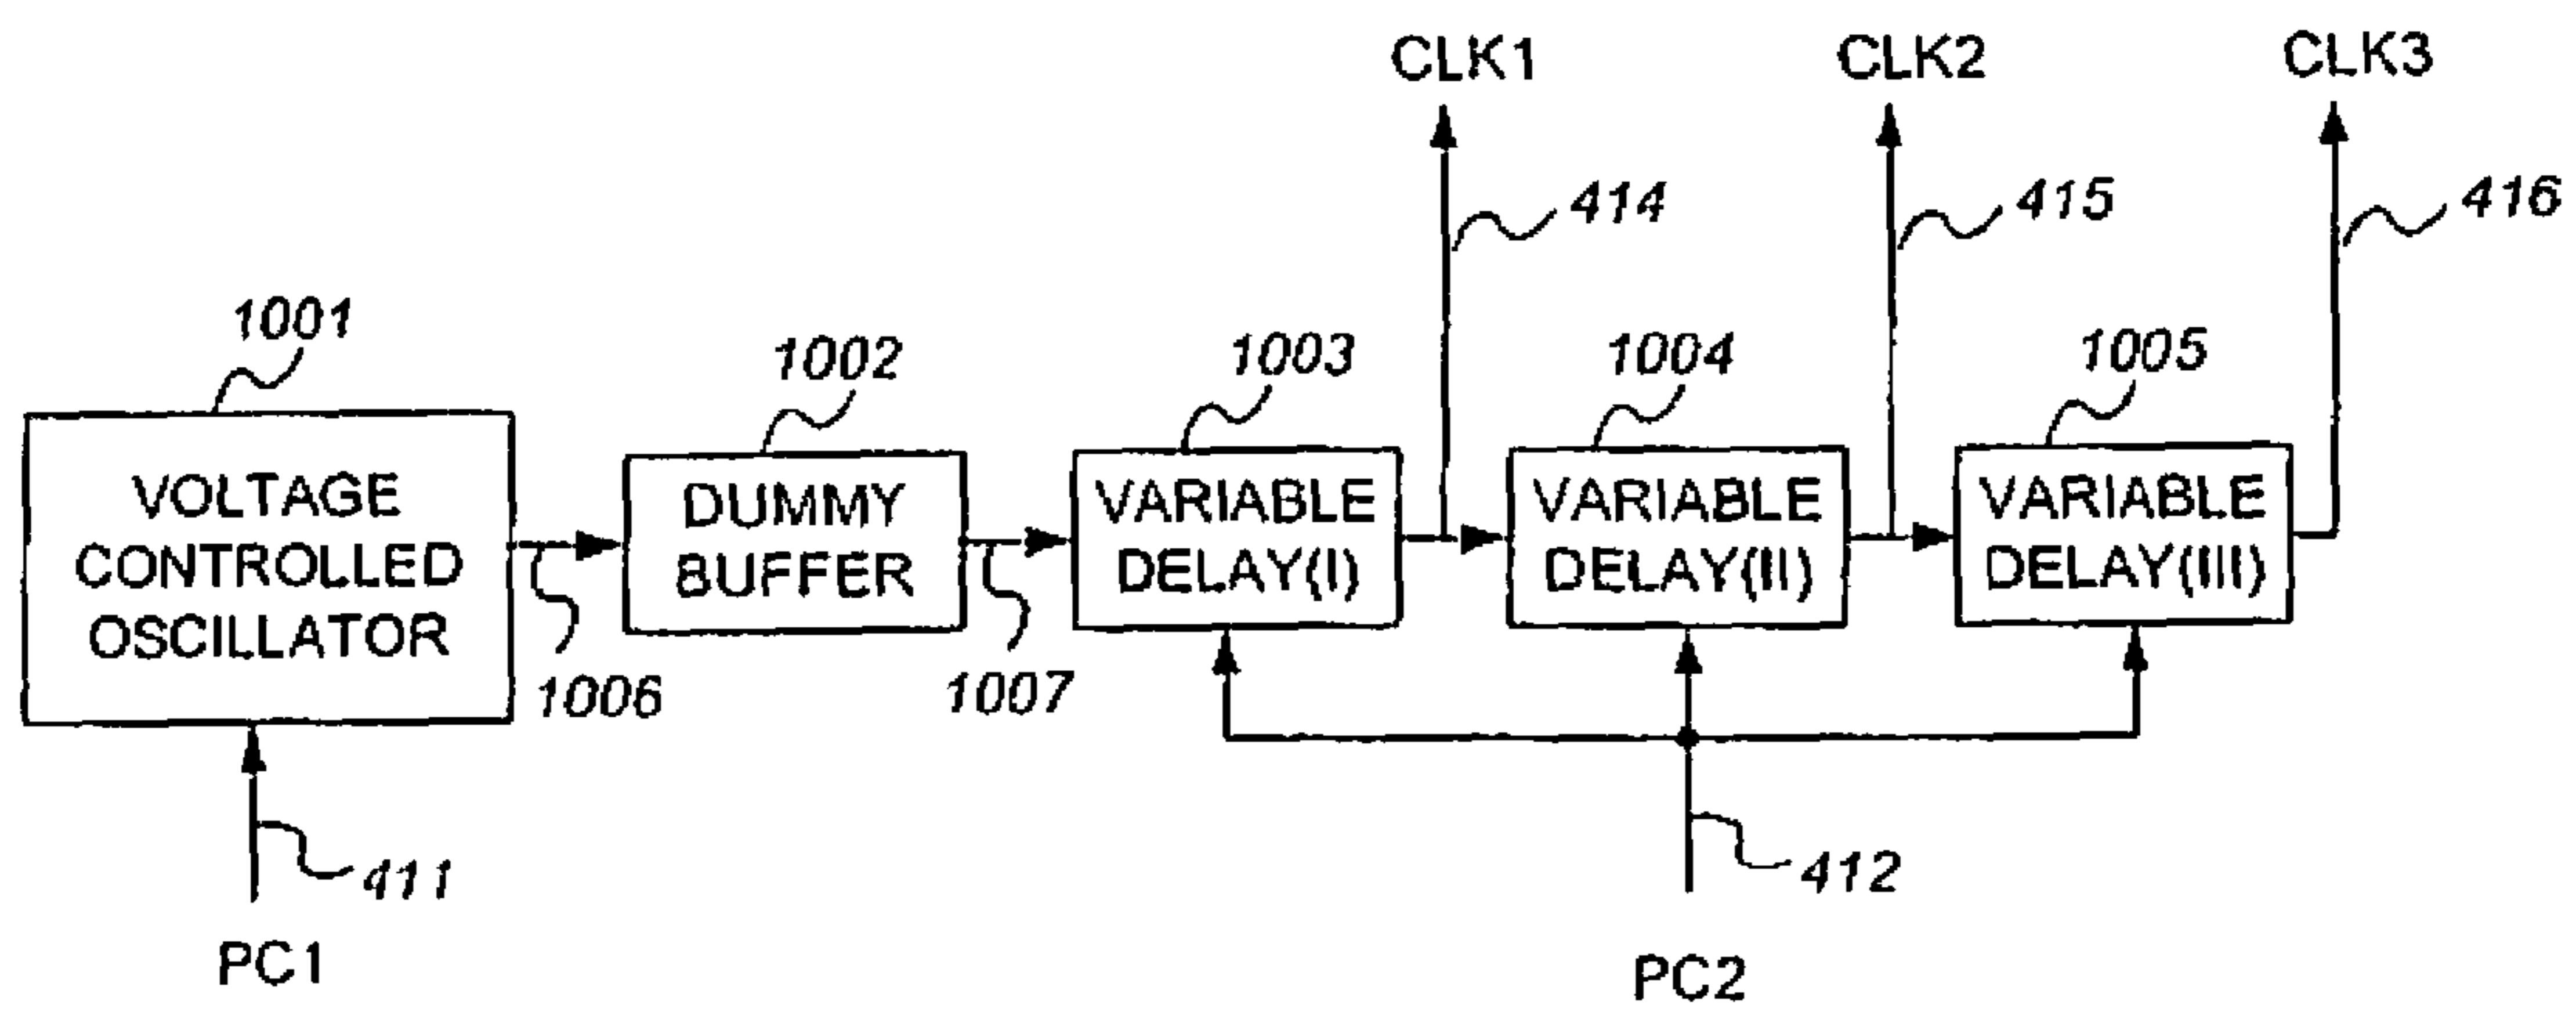 CLK1
CLK2
CLK3
414
415
416
1001
1002
1003
1004
1005
VOLTAGE
CONTROLLED
OSCILLATOR
DUMMY
BUFFER
VARIABLE
DELAY(I)
VARIABLE
DELAY(II)
VARIABLE
DELAY(III)
1006
1007
411
412
PC1
PC2